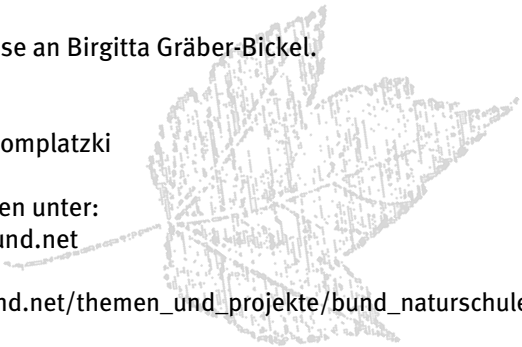 se an Birgitta Gräber-Bickel.
omplatzki
en unter:
und.net
nd.net/themen_und_projekte/bund_naturschule